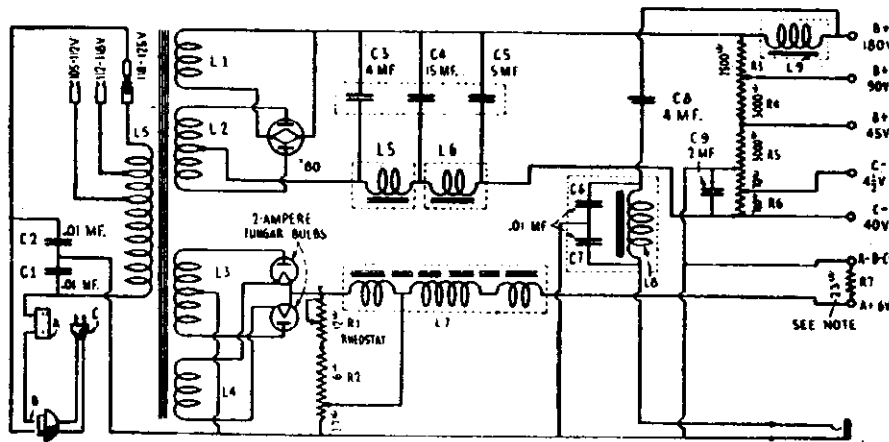 105-112V
112-118V
118-125V
L5
C2
.01 MF.
C1
.01 MF.
A
C
B
L1
L2
L3
L4
'80
2-AMPERE
TUNGAR BULBS
C3
4 MF
C4
15 MF.
C5
5 MF
L5
L6
R1
RHEOSTAT
R2
L7
C6
.01 MF
C7
L8
C8
4 MF.
C9
2 MF
L9
R4
R5
R6
B+
180V
B+
90V
B+
45V
C-
4½V
C-
40V
R7
A+ 6V
SEE NOTE